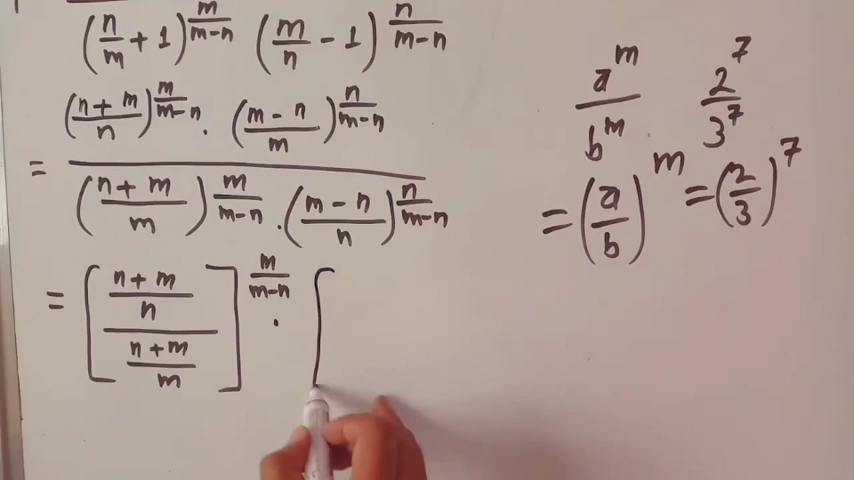 (n/m + 1)^(m/(m-n)) (m/n - 1)^(n/(m-n))
((n+m)/n)^(m/(m-n)) . ((m-n)/m)^(n/(m-n))
= ((n+m)/m)^(m/(m-n)) . ((m-n)/n)^(n/(m-n))
= [((n+m)/n)/((n+m)/m)]^(m/(m-n)) . [
a^m/b^m
= (a/b)^m
2^7/3^7
= (2/3)^7